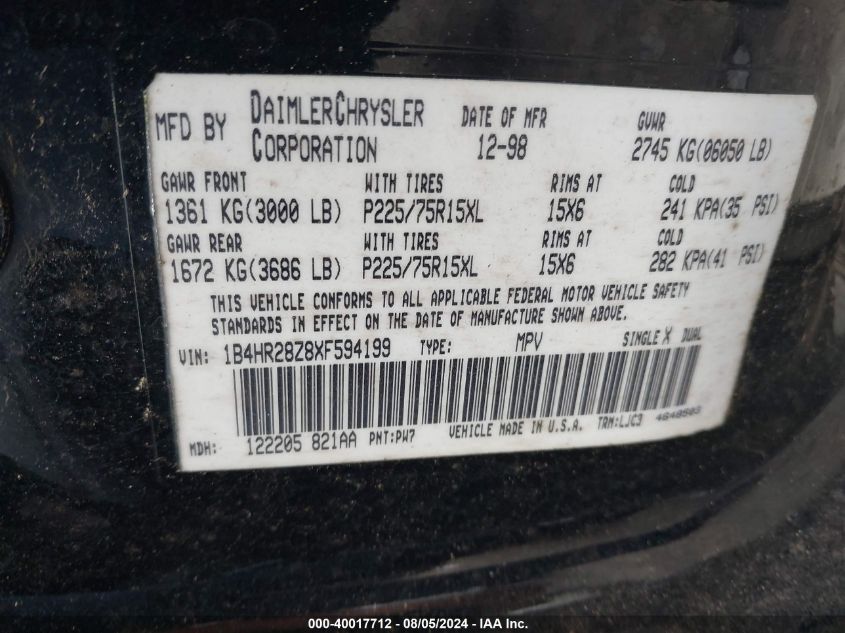 MFD BY DAIMLERCHRYSLER CORPORATION DATE OF MFR 12-98 GVWR 2745 KG(06050 LB)
GAWR FRONT WITH TIRES RIMS AT COLD
1361 KG(3000 LB) P225/75R15XL 15X6 241 KPA(35 PSI)
GAWR REAR WITH TIRES RIMS AT COLD
1672 KG(3686 LB) P225/75R15XL 15X6 282 KPA(41 PSI)
THIS VEHICLE CONFORMS TO ALL APPLICABLE FEDERAL MOTOR VEHICLE SAFETY
STANDARDS IN EFFECT ON THE DATE OF MANUFACTURE SHOWN ABOVE.
VIN: 1B4HR28Z8XF594199 TYPE: MPV SINGLE X DUAL
MDH: 122205 821AA PNT:PW7 VEHICLE MADE IN U.S.A. TRM:LJC3 4648503
000-40017712 - 08/05/2024 - IAAI.com